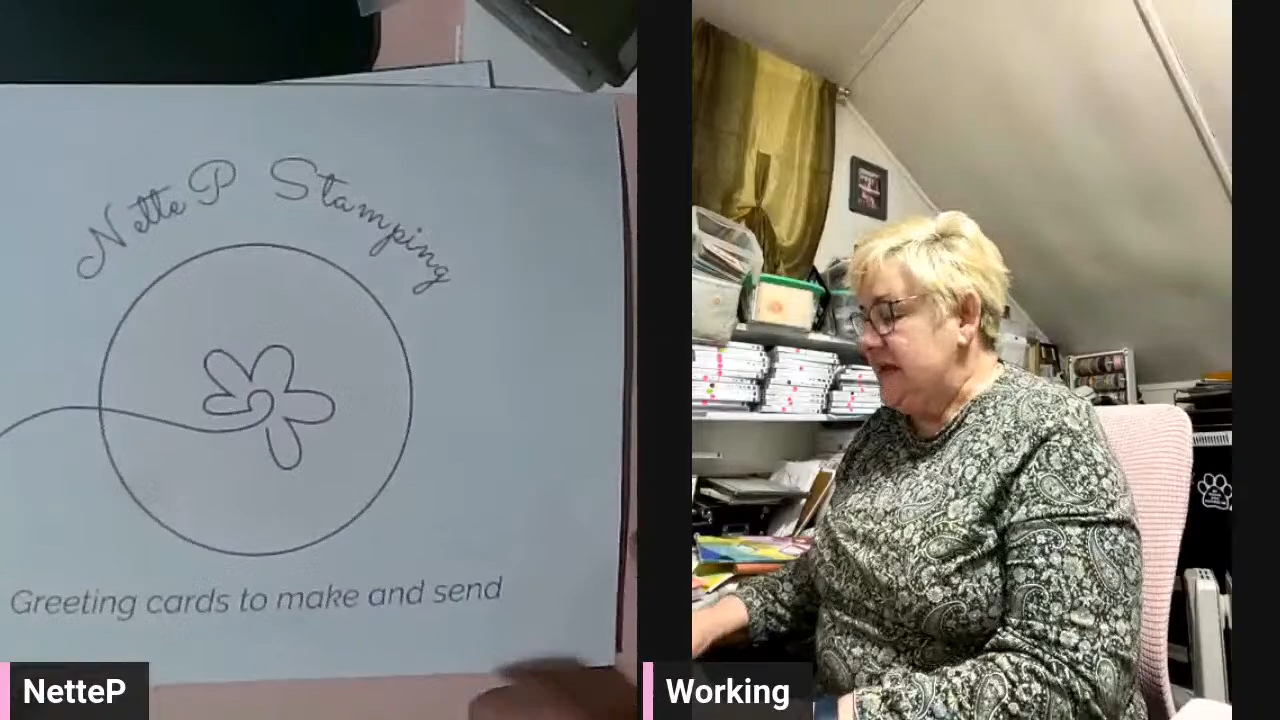 NetteP Stamping
Greeting cards to make and send
NetteP
Working